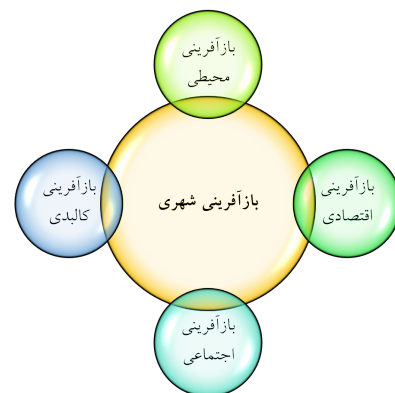 بازآفرینی
محیطی
بازآفرینی
اقتصادی
بازآفرینی شهری
بازآفرینی
کالبدی
بازآفرینی
اجتماعی